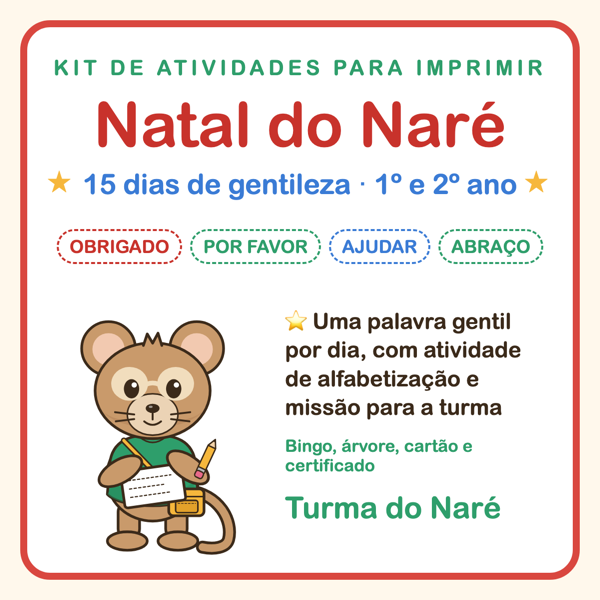 KIT DE ATIVIDADES PARA IMPRIMIR
Natal do Naré
15 dias de gentileza · 1º e 2º ano
OBRIGADO POR FAVOR AJUDAR ABRAÇO
Uma palavra gentil
por dia, com atividade
de alfabetização e
missão para a turma
Bingo, árvore, cartão e
certificado
Turma do Naré